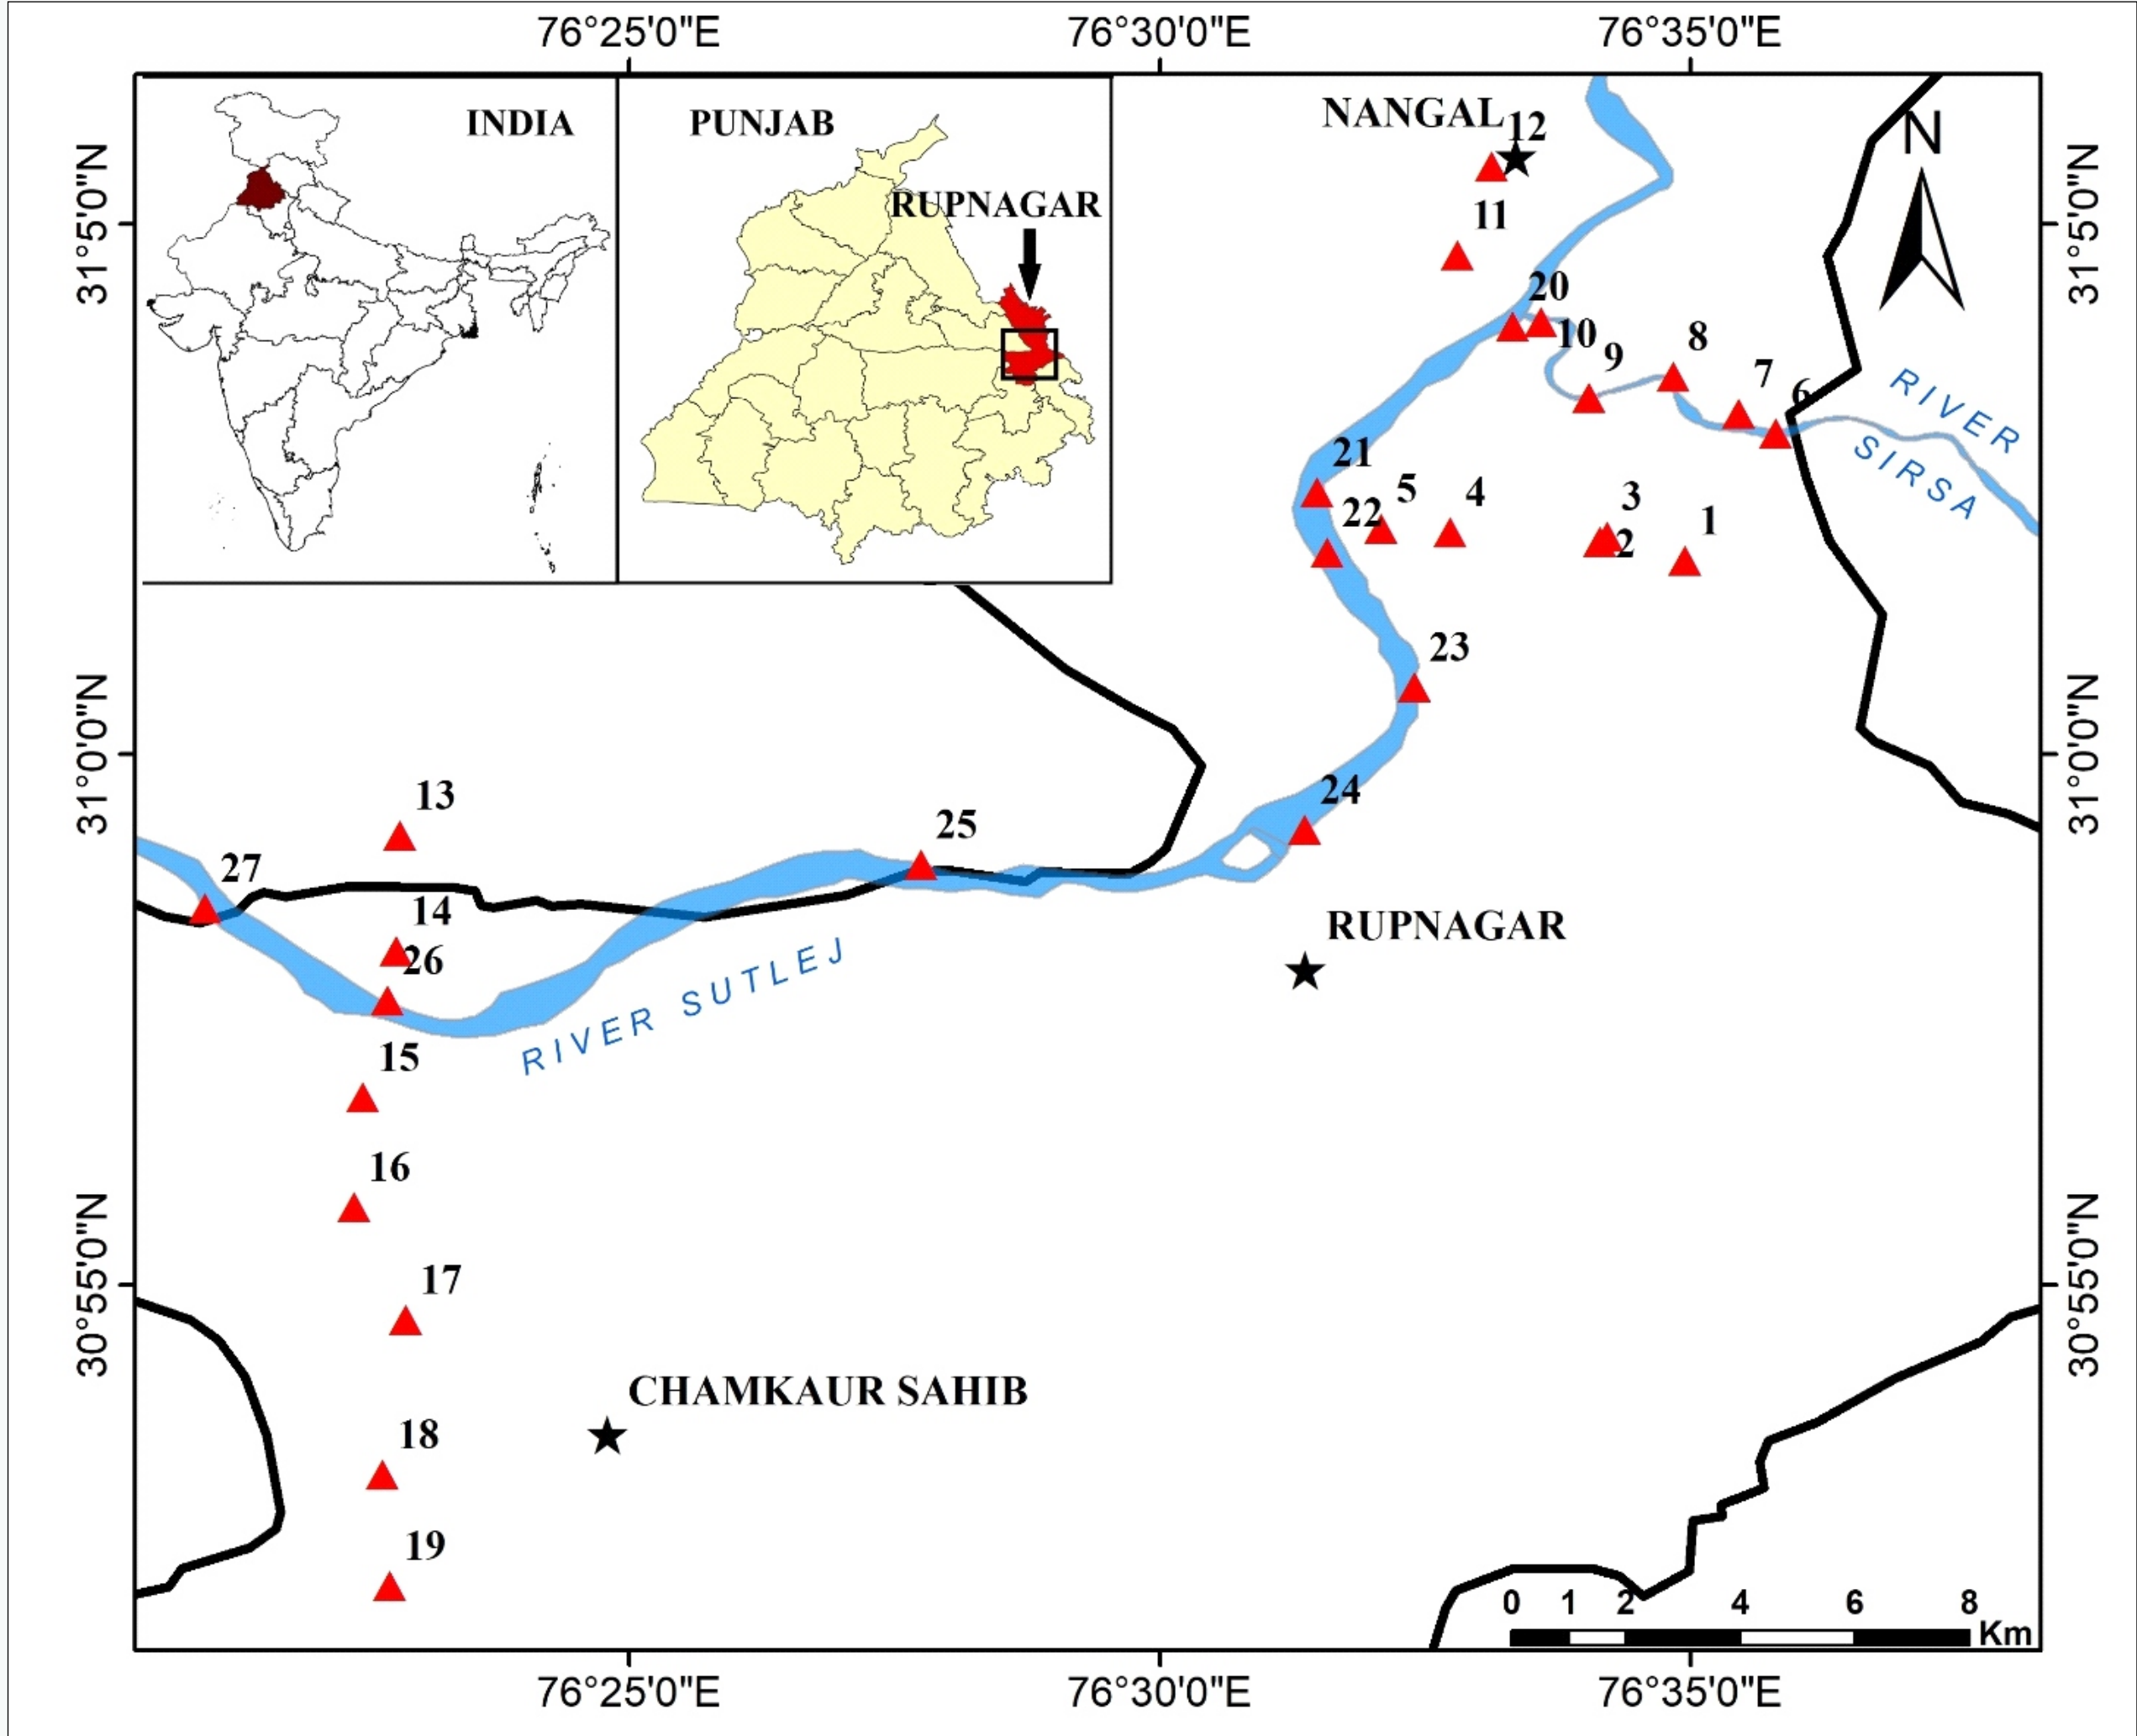 76°25'0"E
76°30'0"E
76°35'0"E
INDIA
PUNJAB
RUPNAGAR
NANGAL
12
N
31°5'0"N
31°5'0"N
11
20
10
9
8
7
6
RIVER
SIRSA
21
22
5
4
3
2
1
23
31°0'0"N
31°0'0"N
13
24
25
27
14
26
RUPNAGAR
RIVER SUTLEJ
15
16
30°55'0"N
30°55'0"N
17
CHAMKAUR SAHIB
18
19
0 1 2 4 6 8
Km
76°25'0"E
76°30'0"E
76°35'0"E